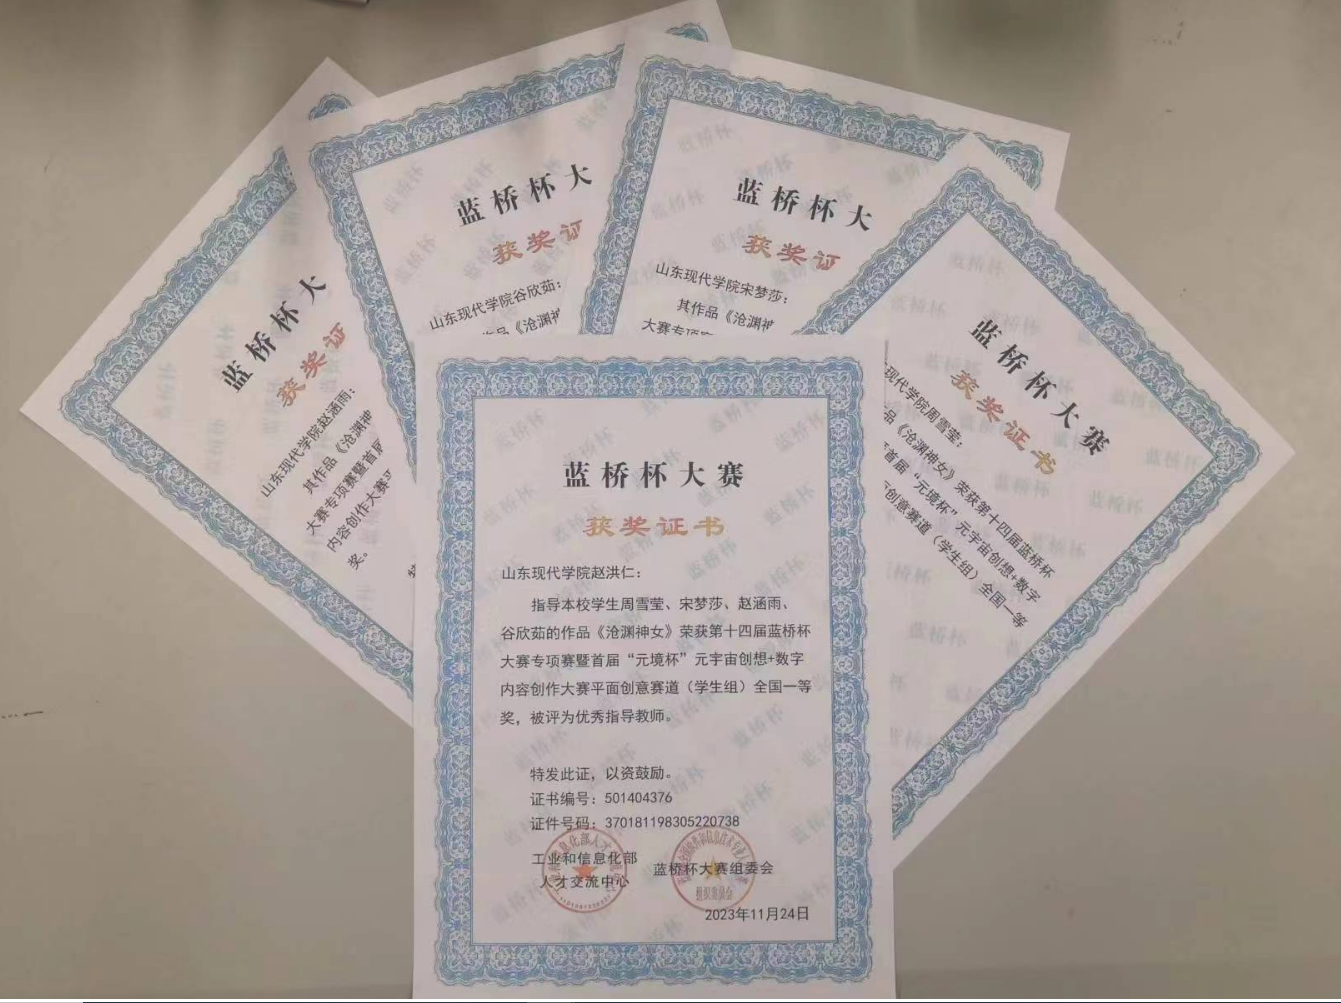 蓝桥杯大
获奖证
山东现代学院赵涵雨：
其作品《沧渊神
大赛专项赛暨首届
内容创作大赛
奖。
蓝桥杯大
获奖证
山东现代学院谷欣茹：
作品《沧渊神
蓝桥杯大
获奖证
山东现代学院宋梦莎：
其作品《沧渊神
大赛专项
蓝桥杯大赛
获奖证书
现代学院周雪莹：
品《沧渊神女》荣获第十四届蓝桥杯
首届“元境杯”元宇宙创想+数字
创意赛道（学生组）全国一等
蓝桥杯大赛
获奖证书
山东现代学院赵洪仁：
指导本校学生周雪莹、宋梦莎、赵涵雨、
谷欣茹的作品《沧渊神女》荣获第十四届蓝桥杯
大赛专项赛暨首届“元境杯”元宇宙创想+数字
内容创作大赛平面创意赛道（学生组）全国一等
奖，被评为优秀指导教师。
特发此证，以资鼓励。
证书编号：501404376
证件号码：370181198305220738
工业和信息化部
人才交流中心
蓝桥杯大赛组委会
2023年11月24日